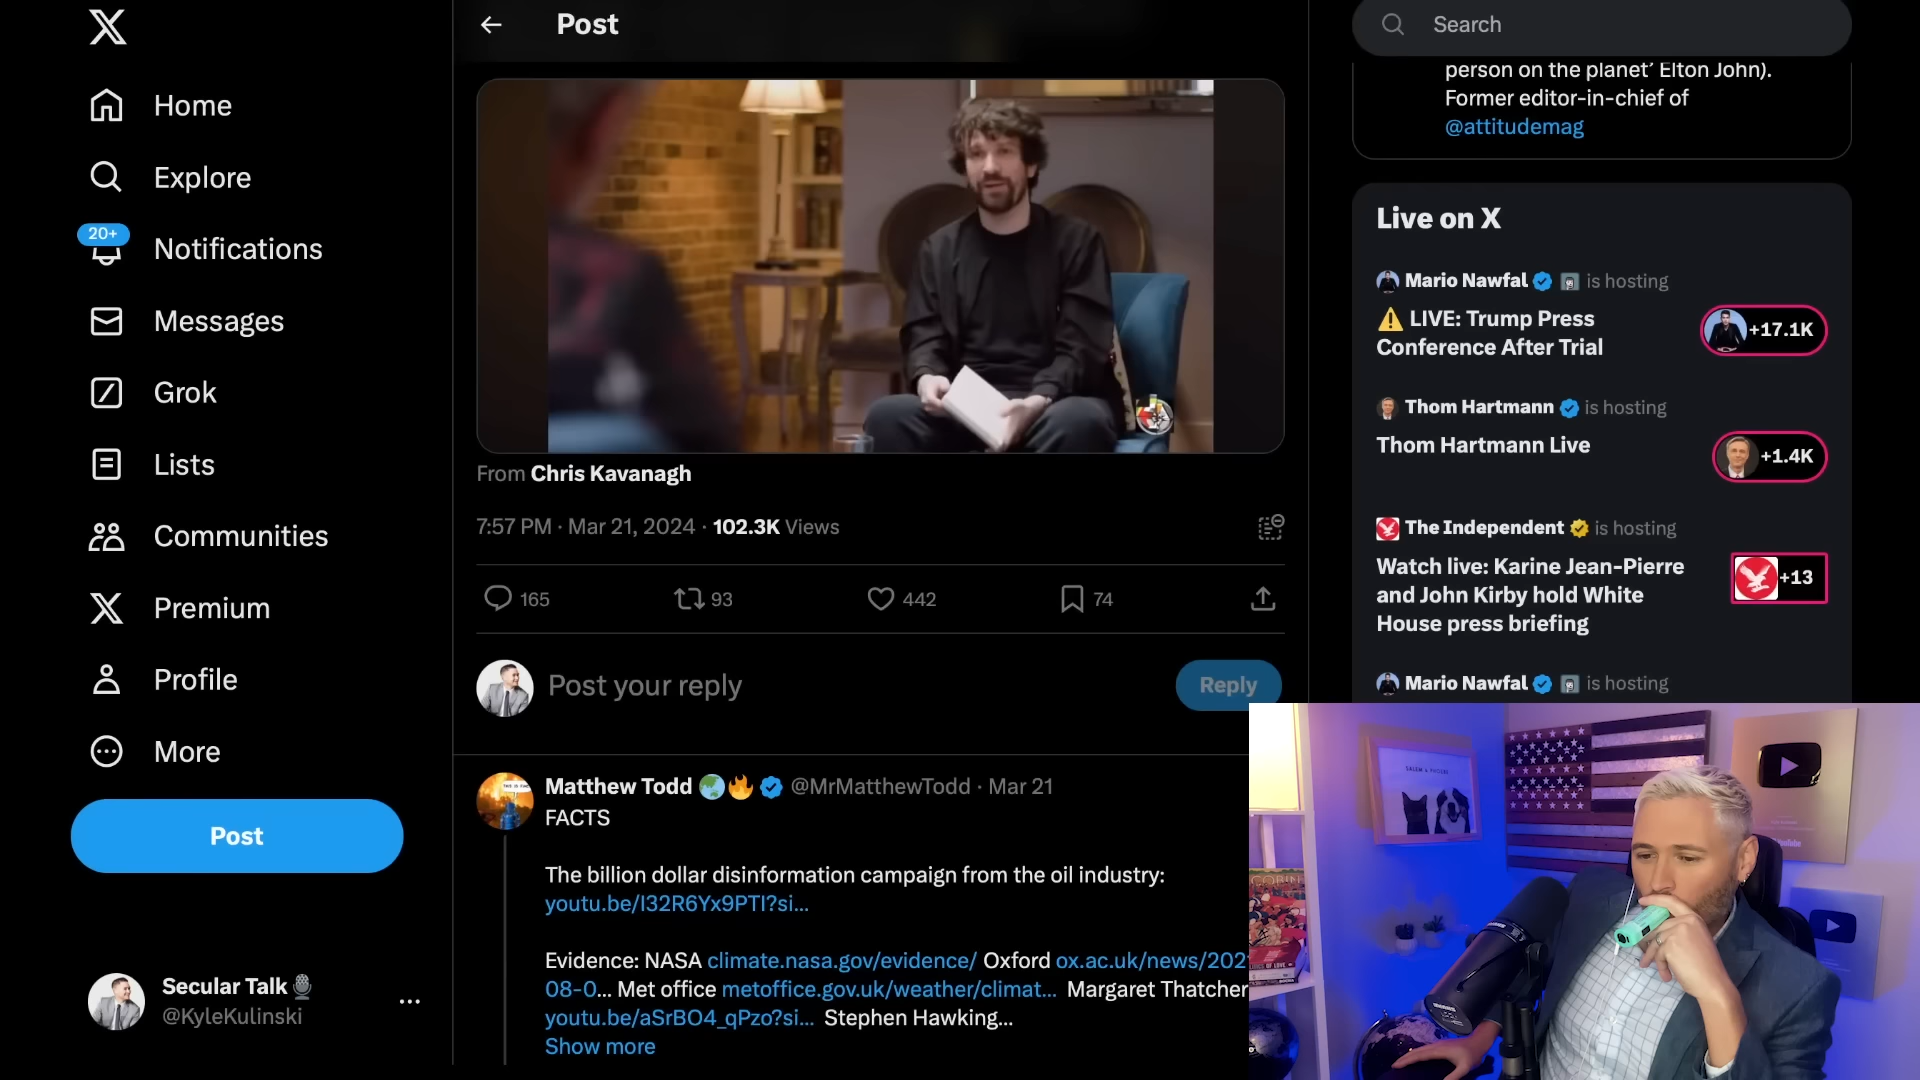 Home
Explore
20+
Notifications
Messages
Grok
Lists
Communities
Premium
Profile
More
Post
Secular Talk
@KyleKulinski
Post
From Chris Kavanagh
7:57 PM · Mar 21, 2024 · 102.3K Views
165
93
442
74
Post your reply
Reply
Matthew Todd @MrMatthewTodd · Mar 21
FACTS
The billion dollar disinformation campaign from the oil industry:
youtu.be/I32R6Yx9PTI?si...
Evidence: NASA climate.nasa.gov/evidence/ Oxford ox.ac.uk/news/202
08-0... Met office metoffice.gov.uk/weather/climat... Margaret Thatcher
youtu.be/aSrBO4_qPzo?si... Stephen Hawking...
Show more
Search
person on the planet' Elton John).
Former editor-in-chief of
@attitudemag
Live on X
Mario Nawfal is hosting
LIVE: Trump Press
Conference After Trial
+17.1K
Thom Hartmann is hosting
Thom Hartmann Live
+1.4K
The Independent is hosting
Watch live: Karine Jean-Pierre
and John Kirby hold White
House press briefing
+13
Mario Nawfal is hosting